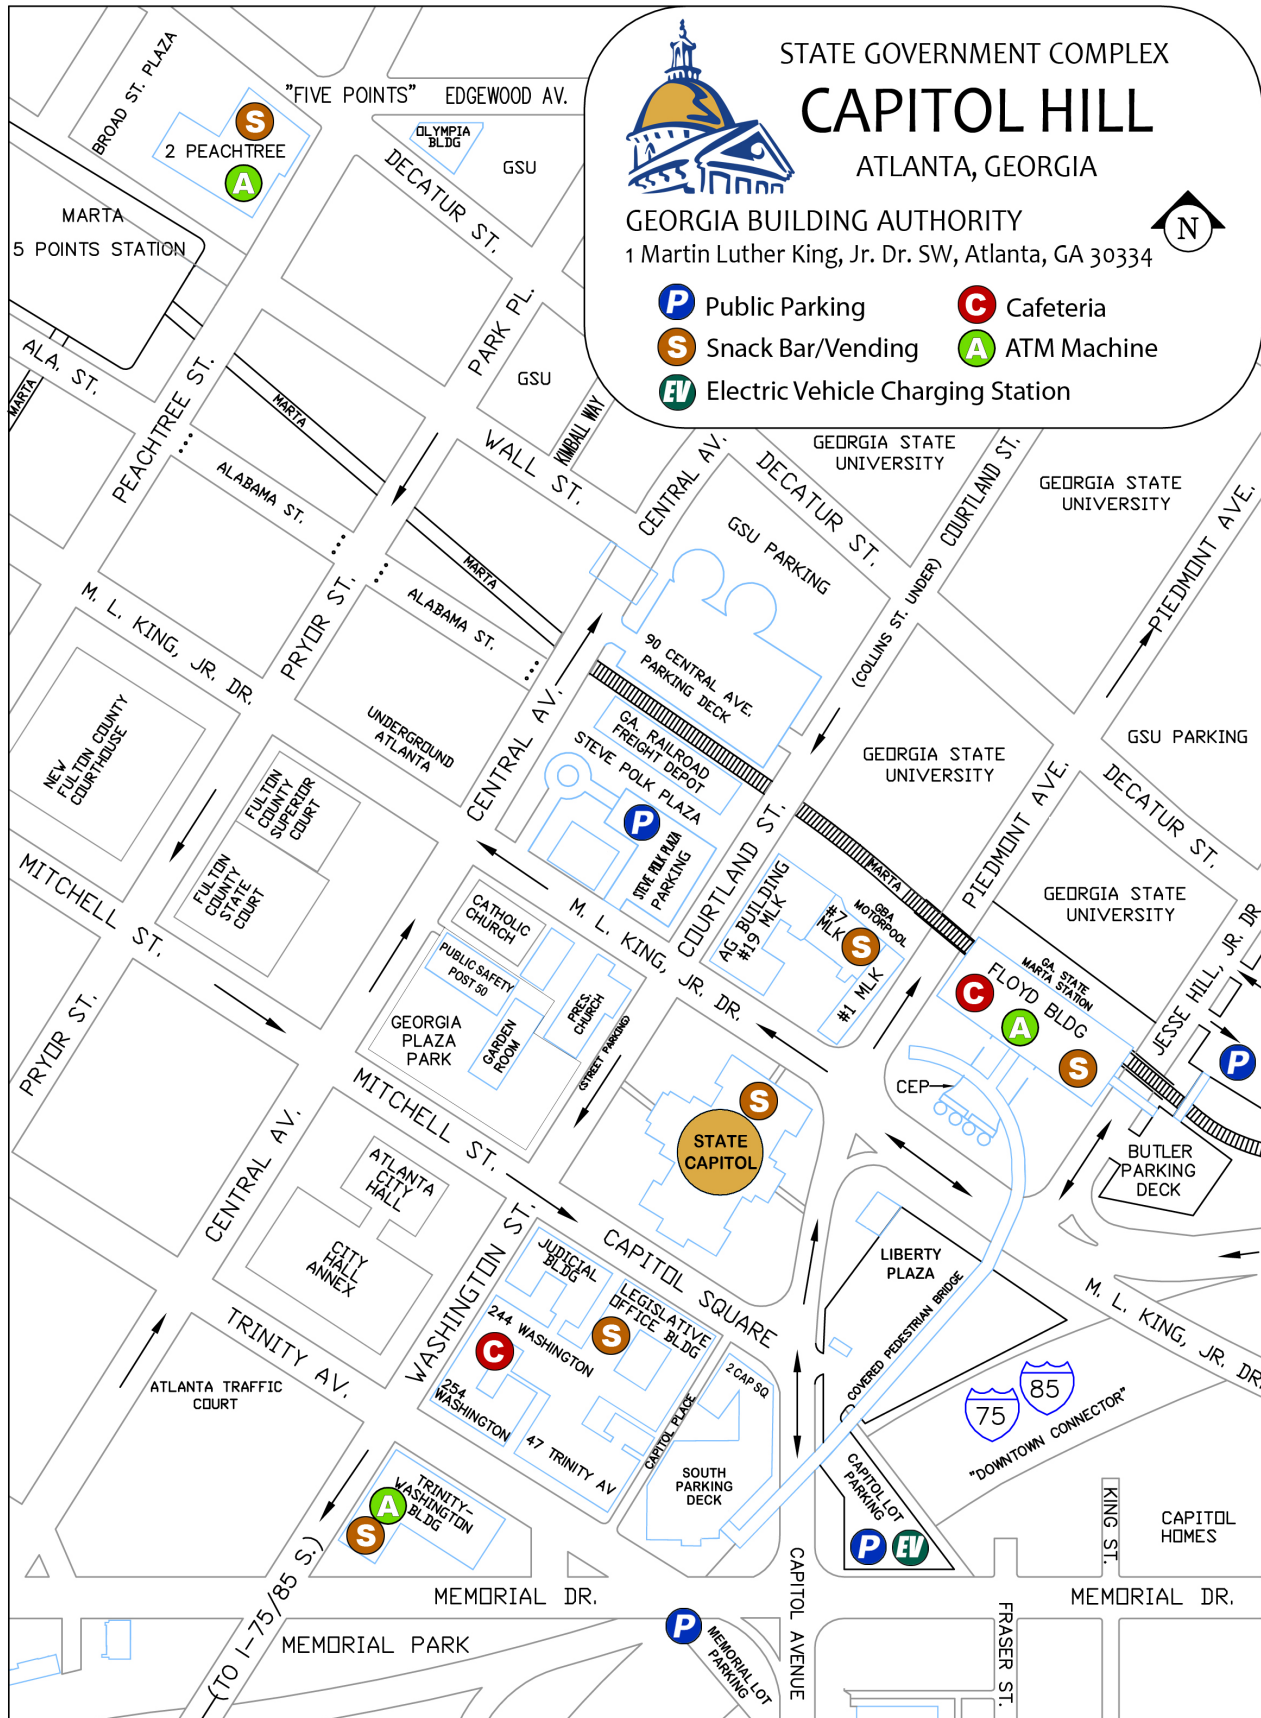 STATE GOVERNMENT COMPLEX
CAPITOL HILL
ATLANTA, GEORGIA
GEORGIA BUILDING AUTHORITY
1 Martin Luther King, Jr. Dr. SW, Atlanta, GA 30334
N
P Public Parking
C Cafeteria
S Snack Bar/Vending
A ATM Machine
EV Electric Vehicle Charging Station
BROAD ST. PLAZA
"FIVE POINTS"
EDGEWOOD AV.
S
2 PEACHTREE
A
OLYMPIA
BLDG
GSU
DECATUR ST.
MARTA
5 POINTS STATION
PARK PL.
GSU
KIMBALL WAY
ALA. ST.
MARTA
PEACHTREE ST.
MARTA
WALL ST.
CENTRAL AV.
DECATUR ST.
GEORGIA STATE
UNIVERSITY
(COLLINS ST. UNDER) COURTLAND ST.
GEORGIA STATE
UNIVERSITY
PIEDMONT AVE.
ALABAMA ST.
GSU PARKING
MARTA
ALABAMA ST.
M. L. KING, JR. DR.
PRYOR ST.
90 CENTRAL AVE.
PARKING DECK
NEW
FULTON COUNTY
COURTHOUSE
UNDERGROUND
ATLANTA
CENTRAL AV.
GA. RAILROAD
FREIGHT DEPOT
STEVE POLK PLAZA
P
STEVE POLK PLAZA
PARKING
COURTLAND ST.
GEORGIA STATE
UNIVERSITY
GSU PARKING
DECATUR ST.
PIEDMONT AVE.
FULTON
COUNTY
SUPERIOR
COURT
FULTON
COUNTY
STATE
COURT
MITCHELL ST.
MARTA
GEORGIA STATE
UNIVERSITY
CATHOLIC
CHURCH
M. L. KING, JR. DR.
AG BUILDING
#19 MLK
#7
MLK
GBA
MOTORPOOL
S
#1 MLK
JESSE HILL, JR. DR
PUBLIC SAFETY
POST 50
PRES.
CHURCH
GARDEN
ROOM
GEORGIA
PLAZA
PARK
(STREET PARKING)
GA. STATE
MARTA STATION
FLOYD BLDG
C
A
S
P
CEP
PRYOR ST.
MITCHELL ST.
S
STATE
CAPITOL
BUTLER
PARKING
DECK
CENTRAL AV.
ATLANTA
CITY
HALL
CITY
HALL
ANNEX
WASHINGTON ST.
JUDICIAL
BLDG
CAPITOL SQUARE
LIBERTY
PLAZA
COVERED PEDESTRIAN BRIDGE
M. L. KING, JR. DR.
TRINITY AV.
244 WASHINGTON
LEGISLATIVE
OFFICE BLDG
S
C
254
WASHINGTON
47 TRINITY AV
CAPITOL PLACE
2 CAP SQ
SOUTH
PARKING
DECK
ATLANTA TRAFFIC
COURT
75
85
"DOWNTOWN CONNECTOR"
TRINITY-
WASHINGTON
BLDG
A
S
CAPITOL LOT
PARKING
P
EV
KING ST.
CAPITOL
HOMES
MEMORIAL DR.
MEMORIAL DR.
CAPITOL AVENUE
FRASER ST.
(TO I-75/85 S.)
MEMORIAL PARK
P
MEMORIAL LOT
PARKING